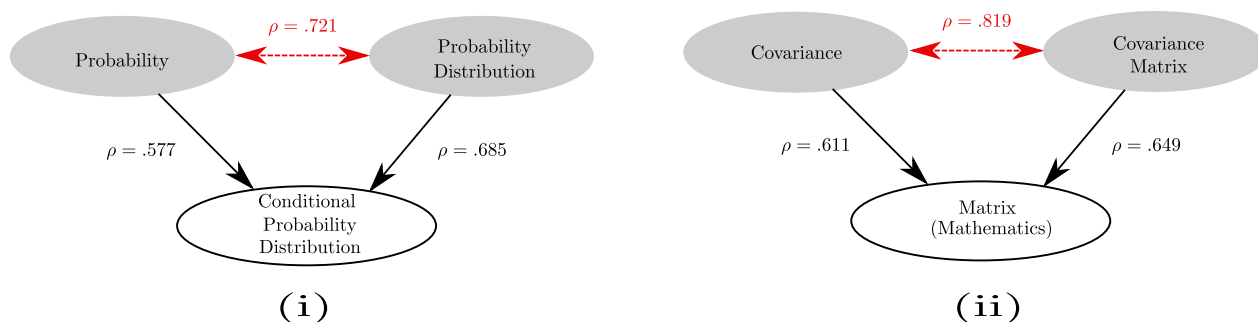 ρ = .721
Probability
Probability
Distribution
ρ = .577
ρ = .685
Conditional
Probability
Distribution
(i)
ρ = .819
Covariance
Covariance
Matrix
ρ = .611
ρ = .649
Matrix
(Mathematics)
(ii)